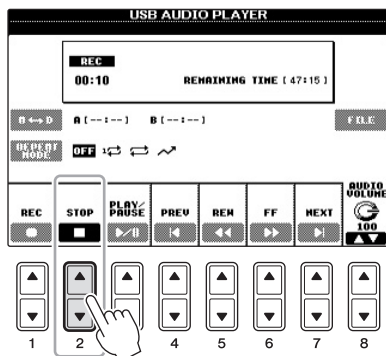 USB AUDIO PLAYER
REC
00:10 REMAINING TIME [47:15]
A↔B A[--:--] B[--:--] FILE
REPEAT MODE OFF 1
AUDIO VOLUME
REC STOP PLAY/PAUSE PREV REW FF NEXT 100
1 2 4 5 6 7 8